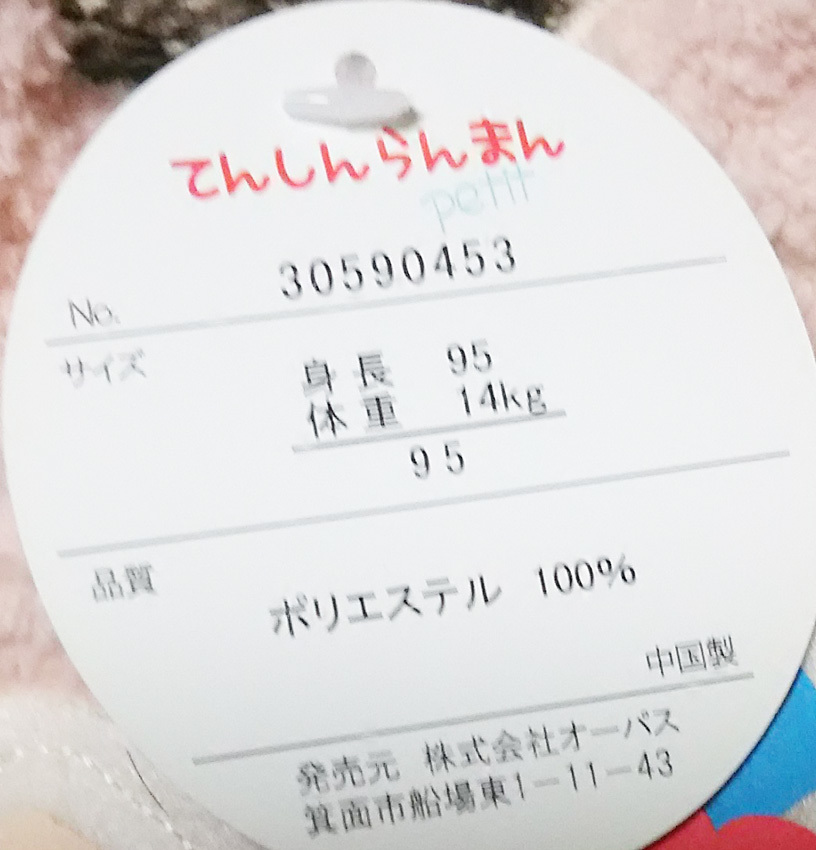 てんしんらんまん
petit
No. 30590453
サイズ 身長 95
体重 14kg
95
品質 ポリエステル 100%
中国製
発売元 株式会社オーパス
箕面市船場東1-11-43